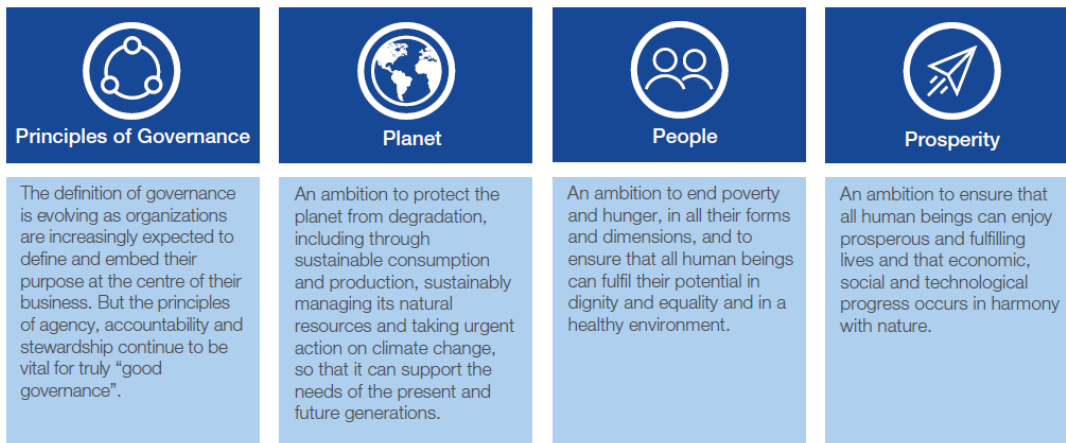 Principles of Governance
The definition of governance
is evolving as organizations
are increasingly expected to
define and embed their
purpose at the centre of their
business. But the principles
of agency, accountability and
stewardship continue to be
vital for truly “good
governance”.
Planet
An ambition to protect the
planet from degradation,
including through
sustainable consumption
and production, sustainably
managing its natural
resources and taking urgent
action on climate change,
so that it can support the
needs of the present and
future generations.
People
An ambition to end poverty
and hunger, in all their forms
and dimensions, and to
ensure that all human beings
can fulfil their potential in
dignity and equality and in a
healthy environment.
Prosperity
An ambition to ensure that
all human beings can enjoy
prosperous and fulfilling
lives and that economic,
social and technological
progress occurs in harmony
with nature.